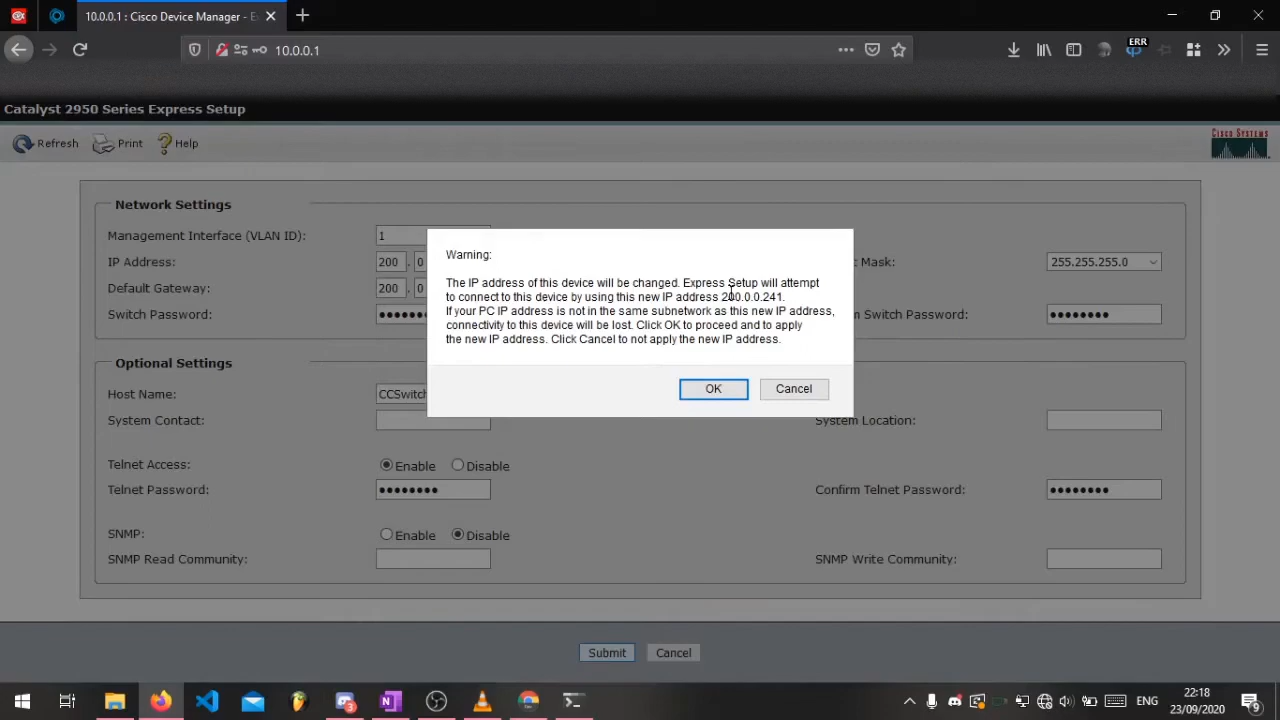 10.0.0.1 : Cisco Device Manager - E
ERR
10.0.0.1
Catalyst 2950 Series Express Setup
Refresh Print Help
CISCO SYSTEMS
Network Settings
Management Interface (VLAN ID): 1
IP Address: 200 . 0 Mask: 255.255.255.0
Default Gateway: 200 . 0
Switch Password: Switch Password:
Warning:
The IP address of this device will be changed. Express Setup will attempt
to connect to this device by using this new IP address 200.0.0.241.
If your PC IP address is not in the same subnetwork as this new IP address,
connectivity to this device will be lost. Click OK to proceed and to apply
the new IP address. Click Cancel to not apply the new IP address.
OK Cancel
Optional Settings
Host Name: CCSwitch
System Contact: System Location:
Telnet Access: Enable Disable
Telnet Password: Confirm Telnet Password:
SNMP: Enable Disable
SNMP Read Community: SNMP Write Community:
Submit Cancel
3
ENG
22:18
23/09/2020
9